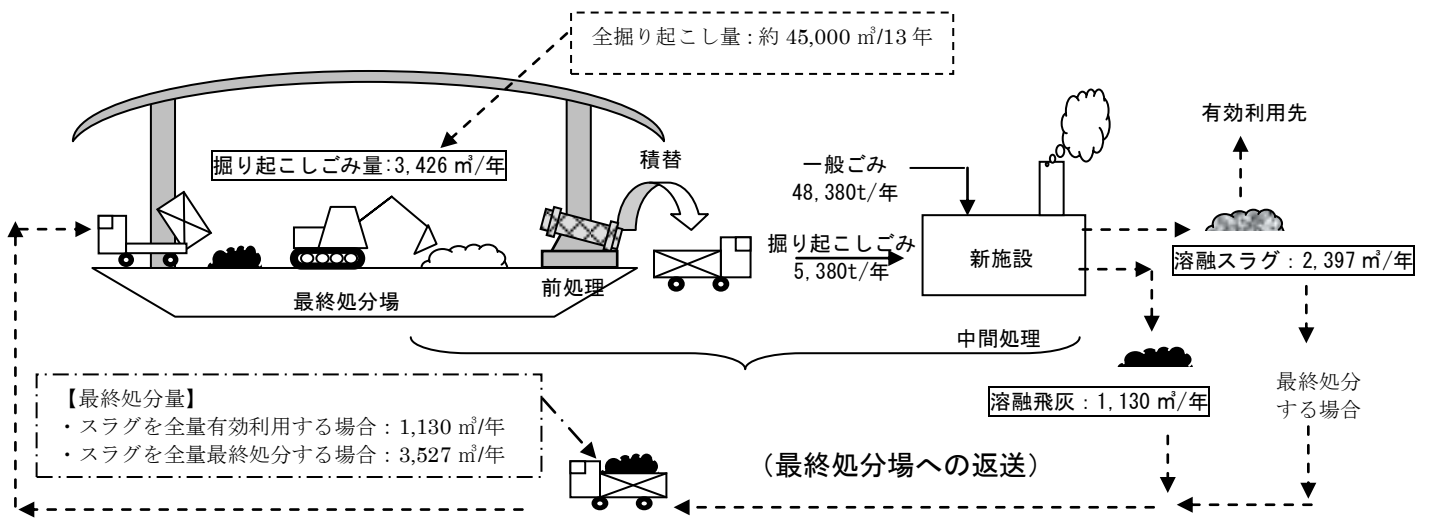 全掘り起こし量：約 45,000 ㎥/13 年
掘り起こしごみ量：3,426 ㎥/年
積替
一般ごみ
48,380t/年
有効利用先
掘り起こしごみ
5,380t/年
新施設
溶融スラグ：2,397 ㎥/年
前処理
最終処分場
中間処理
溶融飛灰：1,130 ㎥/年
最終処分
する場合
【最終処分量】
・スラグを全量有効利用する場合：1,130 ㎥/年
・スラグを全量最終処分する場合：3,527 ㎥/年
（最終処分場への返送）